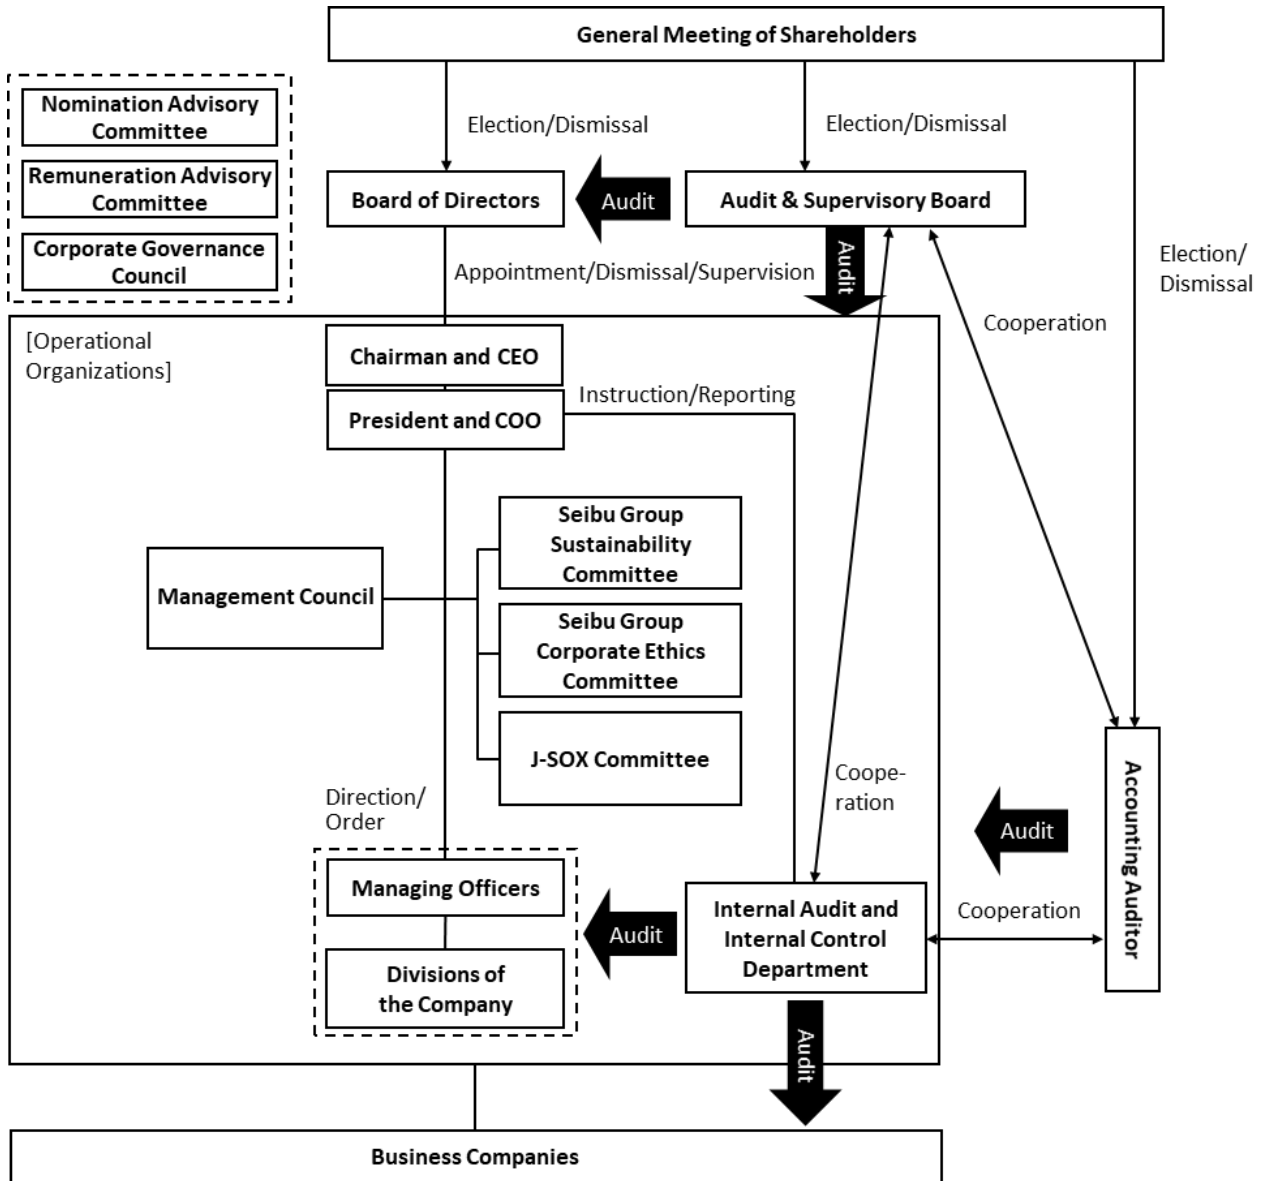 General Meeting of Shareholders
Nomination Advisory
Committee
Remuneration Advisory
Committee
Corporate Governance
Council
Election/Dismissal
Election/Dismissal
Board of Directors
Audit
Audit & Supervisory Board
Appointment/Dismissal/Supervision
Audit
Election/
Dismissal
Cooperation
[Operational
Organizations]
Chairman and CEO
President and COO
Instruction/Reporting
Seibu Group
Sustainability
Committee
Management Council
Seibu Group
Corporate Ethics
Committee
J-SOX Committee
Direction/
Order
Coope-
ration
Audit
Accounting Auditor
Managing Officers
Divisions of
the Company
Audit
Internal Audit and
Internal Control
Department
Cooperation
Audit
Business Companies